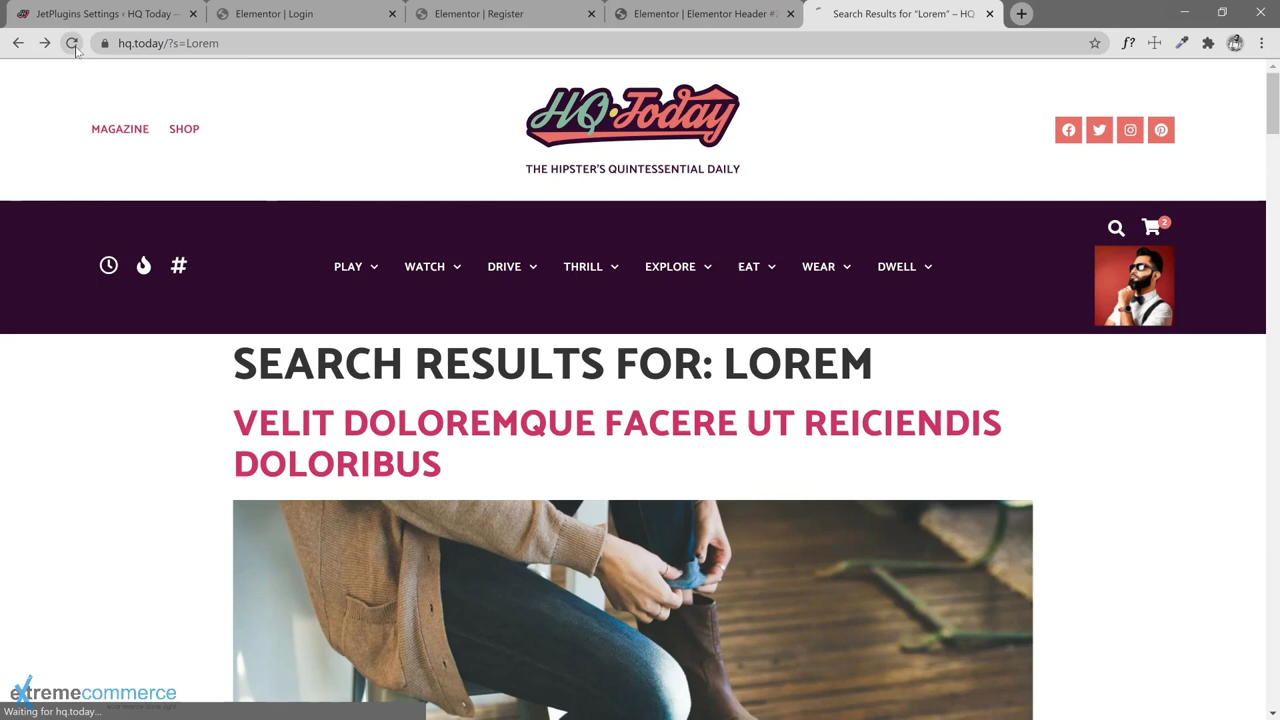 JetPlugins Settings ‹ HQ Today —
Elementor | Login
Elementor | Register
Elementor | Elementor Header #2
Search Results for “Lorem” – HQ
hq.today/?s=Lorem
f?
MAGAZINE
SHOP
HQ Today
THE HIPSTER'S QUINTESSENTIAL DAILY
2
PLAY
WATCH
DRIVE
THRILL
EXPLORE
EAT
WEAR
DWELL
SEARCH RESULTS FOR: LOREM
VELIT DOLOREMQUE FACERE UT REICIENDIS
DOLORIBUS
extremecommerce
Waiting for hq.today...